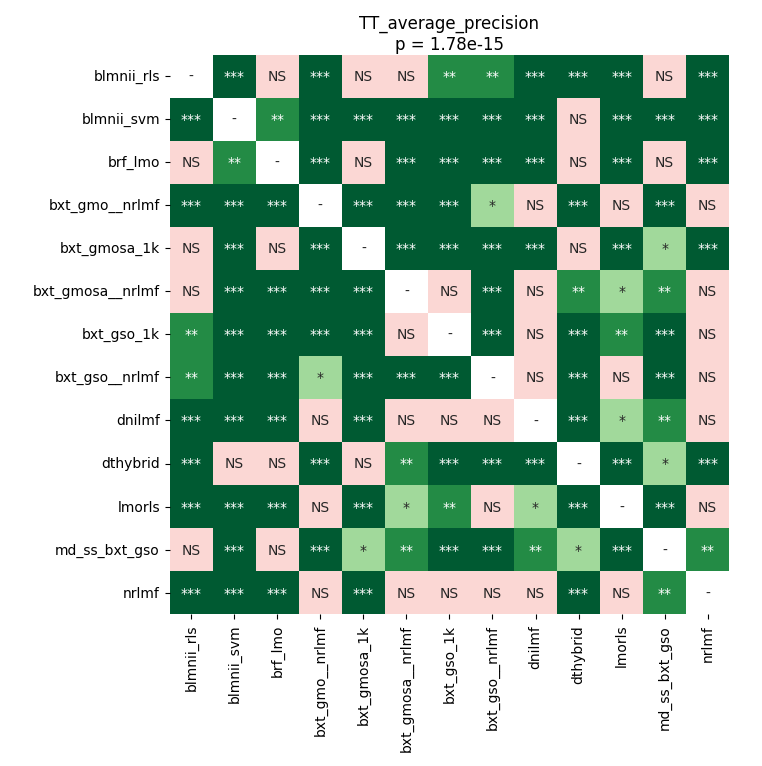 TT_average_precision
p = 1.78e-15
blmnii_rls - *** NS *** NS NS ** ** *** *** *** NS ***
blmnii_svm *** - ** *** *** *** *** *** *** NS *** *** ***
brf_lmo NS ** - *** NS *** *** *** *** NS *** NS ***
bxt_gmo__nrlmf *** *** *** - *** *** *** * NS *** NS *** NS
bxt_gmosa_1k NS *** NS *** - *** *** *** *** NS *** * ***
bxt_gmosa__nrlmf NS *** *** *** *** - NS *** NS ** * ** NS
bxt_gso_1k ** *** *** *** *** NS - *** NS *** ** *** NS
bxt_gso__nrlmf ** *** *** * *** *** *** - NS *** NS *** NS
dnilmf *** *** *** NS *** NS NS NS - *** * ** NS
dthybrid *** NS NS *** NS ** *** *** *** - *** * ***
lmorls *** *** *** NS *** * ** NS * *** - *** NS
md_ss_bxt_gso NS *** NS *** * ** *** *** ** * *** - **
nrlmf *** *** *** NS *** NS NS NS NS *** NS ** -
blmnii_rls
blmnii_svm
brf_lmo
bxt_gmo__nrlmf
bxt_gmosa_1k
bxt_gmosa__nrlmf
bxt_gso_1k
bxt_gso__nrlmf
dnilmf
dthybrid
lmorls
md_ss_bxt_gso
nrlmf